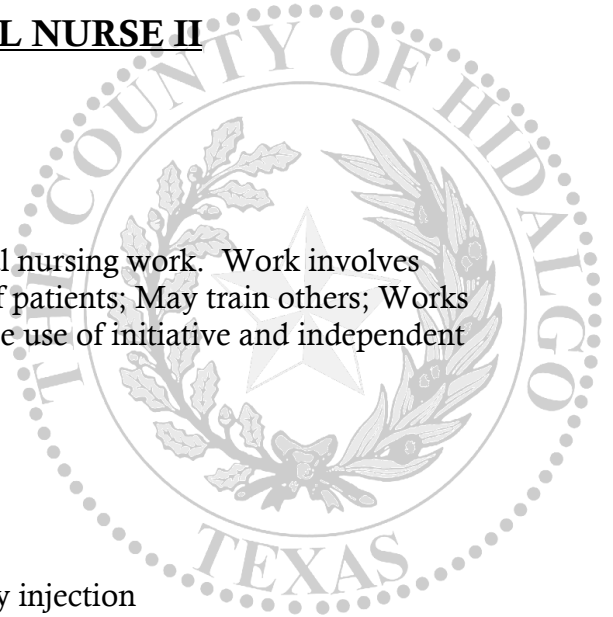 L NURSE II
THE COUNTY OF HIDALGO
l nursing work. Work involves
f patients; May train others; Works
e use of initiative and independent
TEXAS
y injection